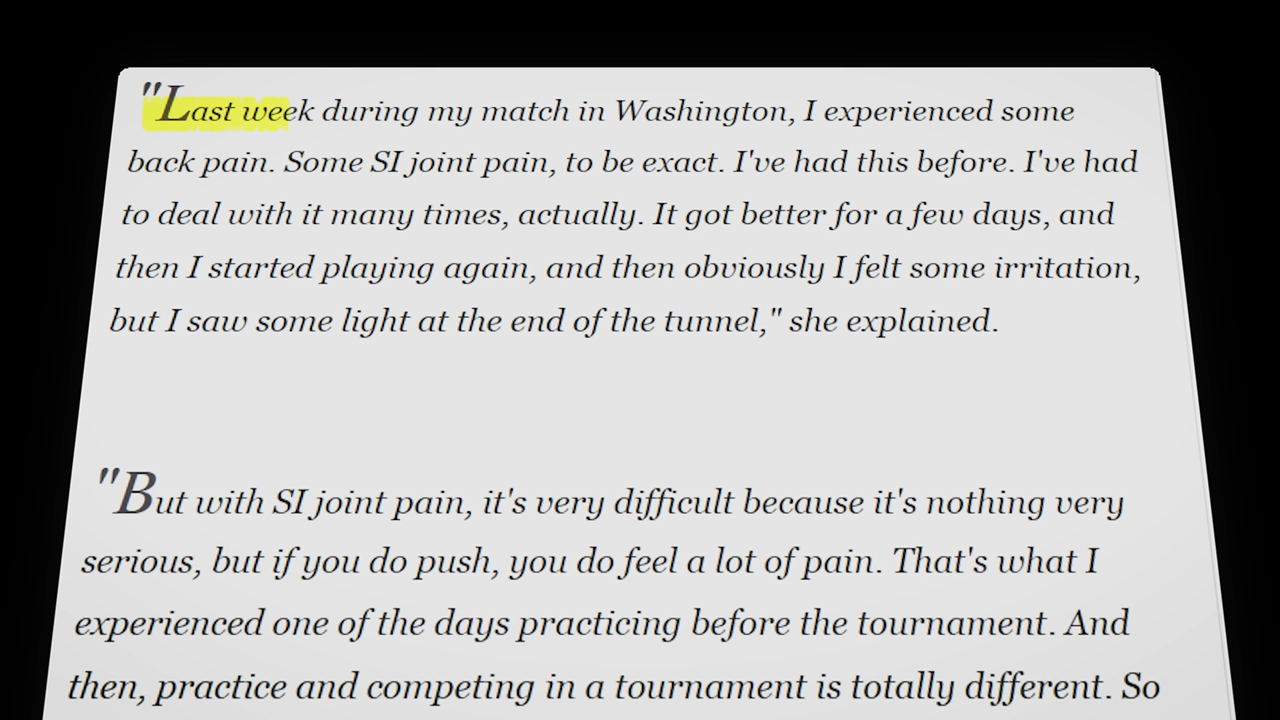 "Last week during my match in Washington, I experienced some
back pain. Some SI joint pain, to be exact. I've had this before. I've had
to deal with it many times, actually. It got better for a few days, and
then I started playing again, and then obviously I felt some irritation,
but I saw some light at the end of the tunnel," she explained.
"But with SI joint pain, it's very difficult because it's nothing very
serious, but if you do push, you do feel a lot of pain. That's what I
experienced one of the days practicing before the tournament. And
then, practice and competing in a tournament is totally different. So